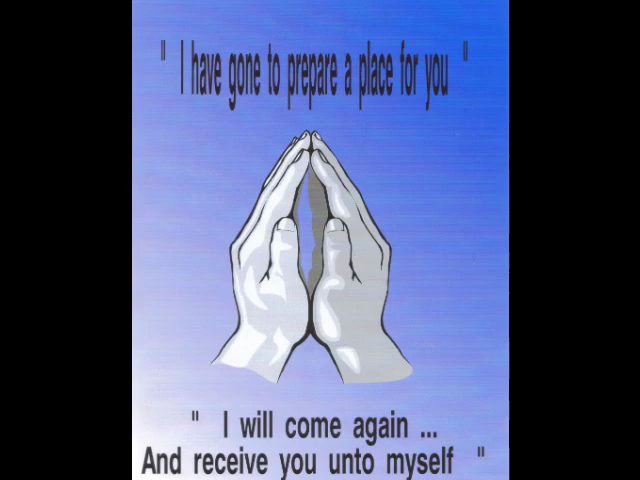 " I have gone to prepare a place for you "
" I will come again ...
And receive you unto myself "